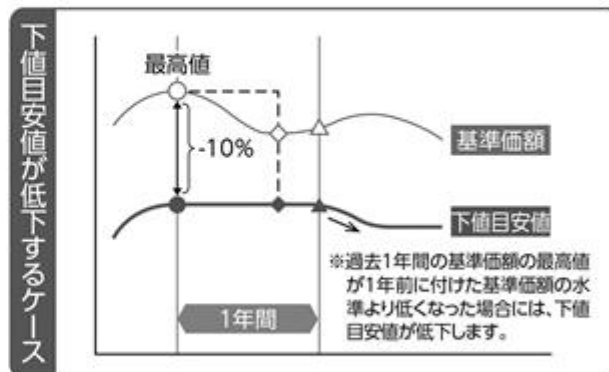 下値目安値が低下するケース
最高値
-10%
基準価額
下値目安値
※過去1年間の基準価額の最高値
が1年前に付けた基準価額の水
準より低くなった場合には、下値
目安値が低下します。
1年間